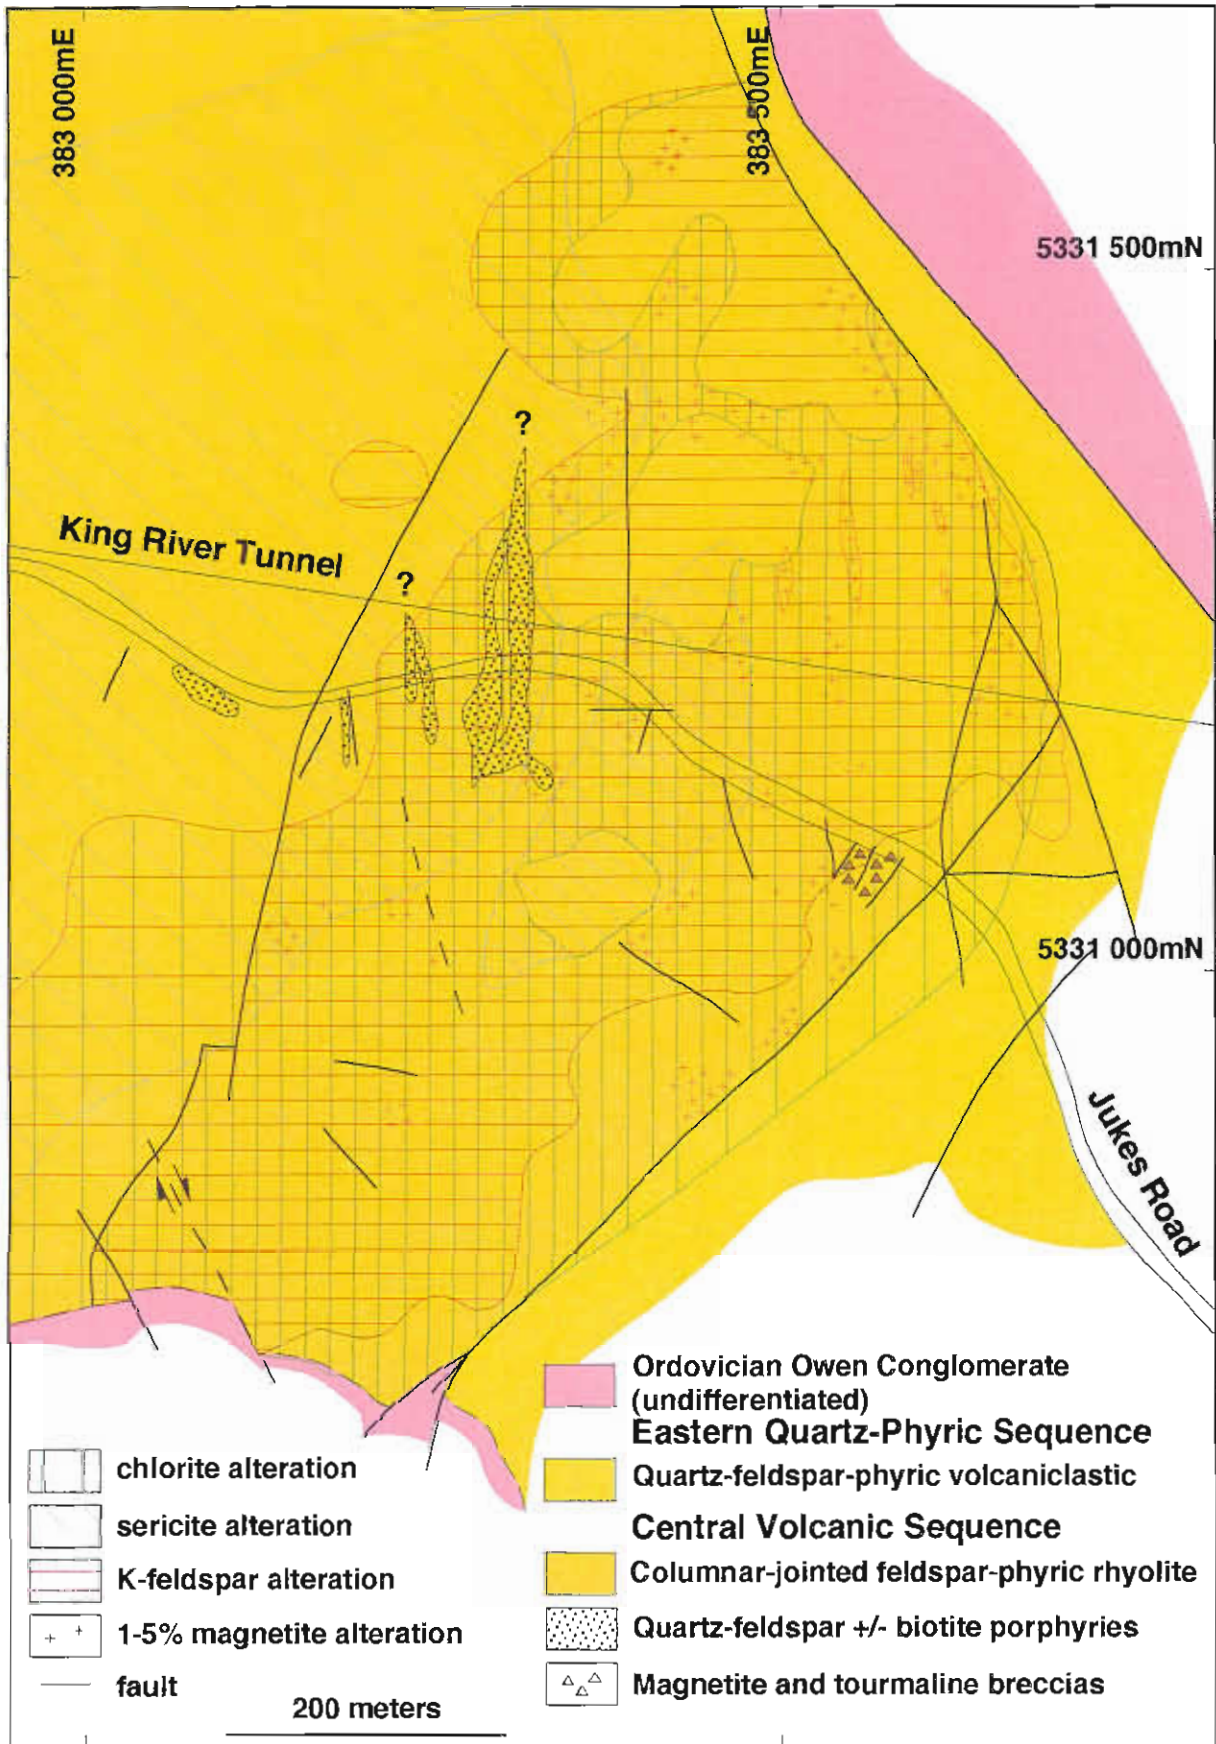 383 000mE
383 500mE
5331 500mN
?
King River Tunnel
?
5331 000mN
Jukes Road
Ordovician Owen Conglomerate
(undifferentiated)
Eastern Quartz-Phyric Sequence
Quartz-feldspar-phyric volcaniclastic
Central Volcanic Sequence
Columnar-jointed feldspar-phyric rhyolite
Quartz-feldspar +/- biotite porphyries
Magnetite and tourmaline breccias
chlorite alteration
sericite alteration
K-feldspar alteration
1-5% magnetite alteration
fault
200 meters